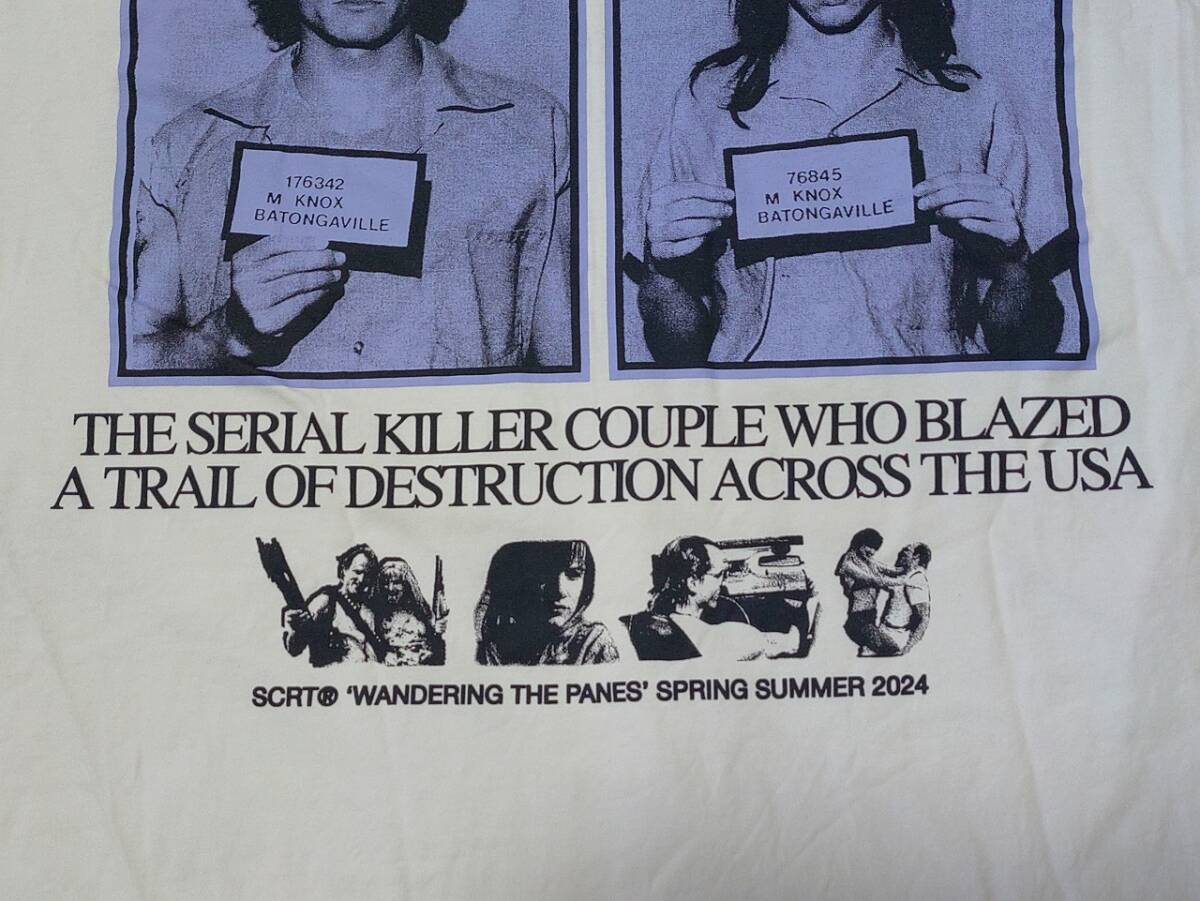 176342
M KNOX
BATONGAVILLE
76845
M KNOX
BATONGAVILLE
THE SERIAL KILLER COUPLE WHO BLAZED
A TRAIL OF DESTRUCTION ACROSS THE USA
SCRT® ‘WANDERING THE PANES’ SPRING SUMMER 2024